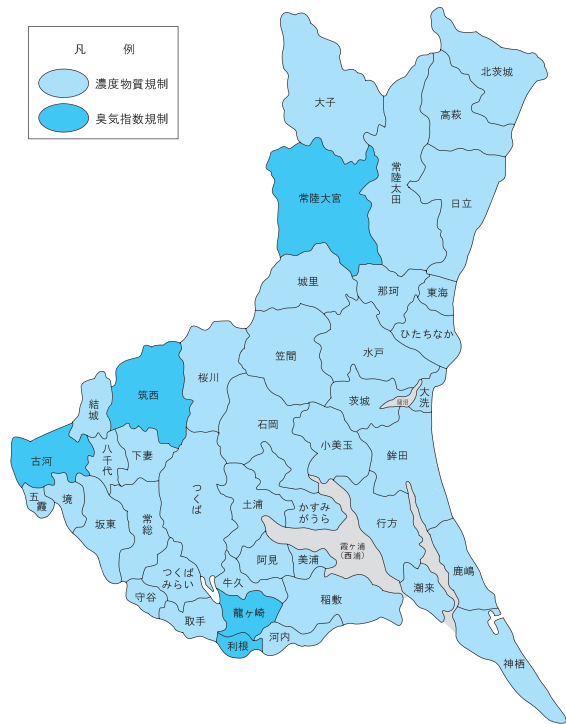 凡 例
濃度物質規制
臭気指数規制
北茨城
大子
高萩
常陸太田
常陸大宮
日立
城里
那珂
東海
ひたちなか
水戸
笠間
桜川
筑西
茨城
涸沼
大洗
結城
石岡
小美玉
鉾田
古河
八千代
下妻
つくば
五霞
境
坂東
常総
土浦
かすみ
がうら
行方
霞ヶ浦
(西浦)
阿見
美浦
鹿嶋
つくば
みらい
牛久
潮来
守谷
取手
龍ヶ崎
稲敷
利根
河内
神栖